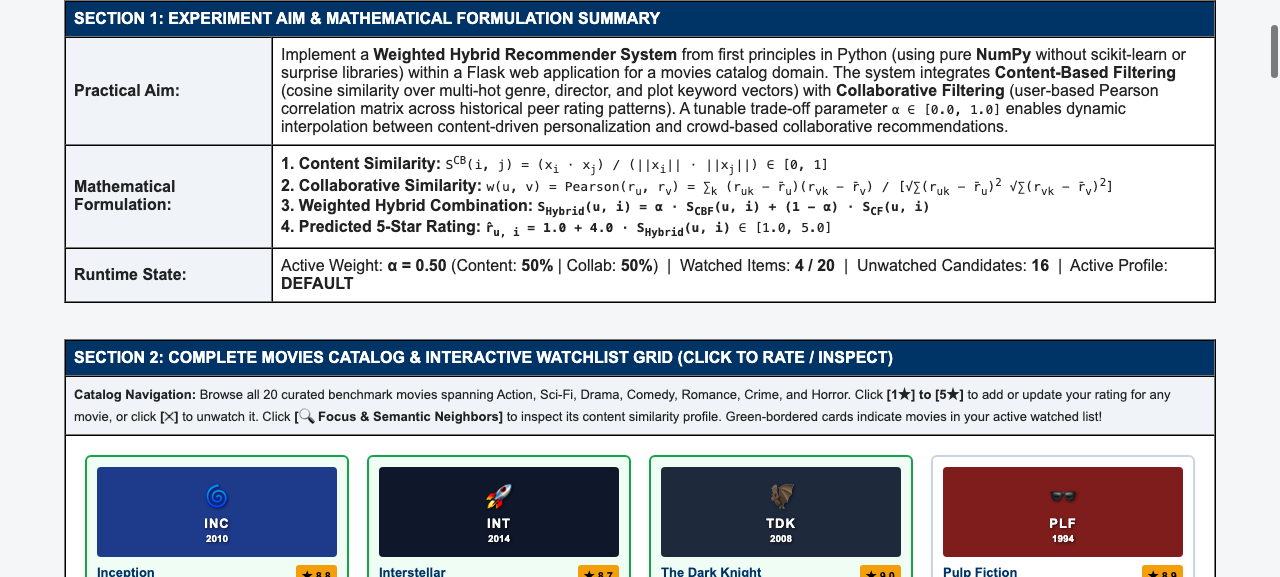 SECTION 1: EXPERIMENT AIM & MATHEMATICAL FORMULATION SUMMARY
Practical Aim:
Implement a Weighted Hybrid Recommender System from first principles in Python (using pure NumPy without scikit-learn or
surprise libraries) within a Flask web application for a movies catalog domain. The system integrates Content-Based Filtering
(cosine similarity over multi-hot genre, director, and plot keyword vectors) with Collaborative Filtering (user-based Pearson
correlation matrix across historical peer rating patterns). A tunable trade-off parameter α ∈ [0.0, 1.0] enables dynamic
interpolation between content-driven personalization and crowd-based collaborative recommendations.
Mathematical
Formulation:
1. Content Similarity: S^CB(i, j) = (x_i · x_j) / (||x_i|| · ||x_j||) ∈ [0, 1]
2. Collaborative Similarity: w(u, v) = Pearson(r_u, r_v) = ∑_k (r_uk − r̄_u)(r_vk − r̄_v) / [√∑(r_uk − r̄_u)² √∑(r_vk − r̄_v)²]
3. Weighted Hybrid Combination: S_Hybrid(u, i) = α · S_CBF(u, i) + (1 − α) · S_CF(u, i)
4. Predicted 5-Star Rating: r̂_u, i = 1.0 + 4.0 · S_Hybrid(u, i) ∈ [1.0, 5.0]
Runtime State:
Active Weight: α = 0.50 (Content: 50% | Collab: 50%) | Watched Items: 4 / 20 | Unwatched Candidates: 16 | Active Profile:
DEFAULT
SECTION 2: COMPLETE MOVIES CATALOG & INTERACTIVE WATCHLIST GRID (CLICK TO RATE / INSPECT)
Catalog Navigation: Browse all 20 curated benchmark movies spanning Action, Sci-Fi, Drama, Comedy, Romance, Crime, and Horror. Click [1★] to [5★] to add or update your rating for any
movie, or click [✕] to unwatch it. Click [🔍 Focus & Semantic Neighbors] to inspect its content similarity profile. Green-bordered cards indicate movies in your active watched list!
INC
2010
INT
2014
TDK
2008
PLF
1994
Inception ★ 8.8
Interstellar ★ 8.7
The Dark Knight ★ 9.0
Pulp Fiction ★ 8.9